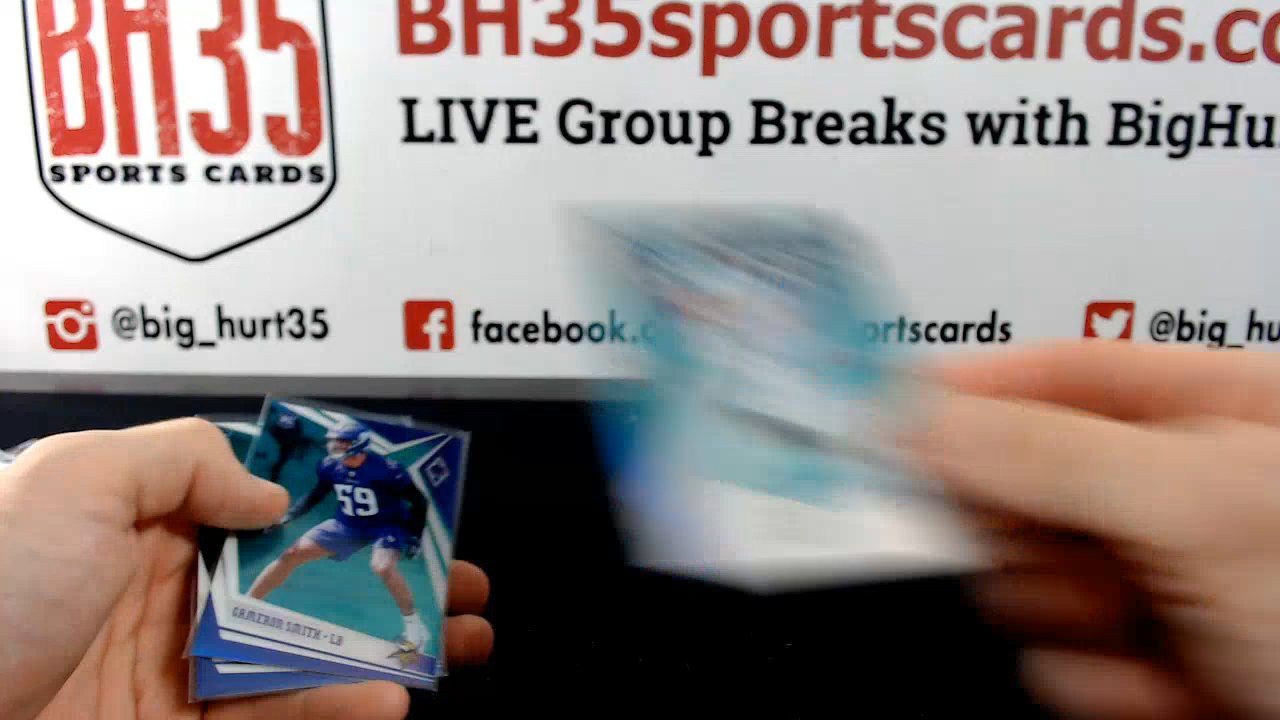 BH35
SPORTS CARDS
BH35sportscards.co
LIVE Group Breaks with BigHu
@big_hurt35
facebook.c
ortscards
@big_hu
59
CAMERON SMITH - LB